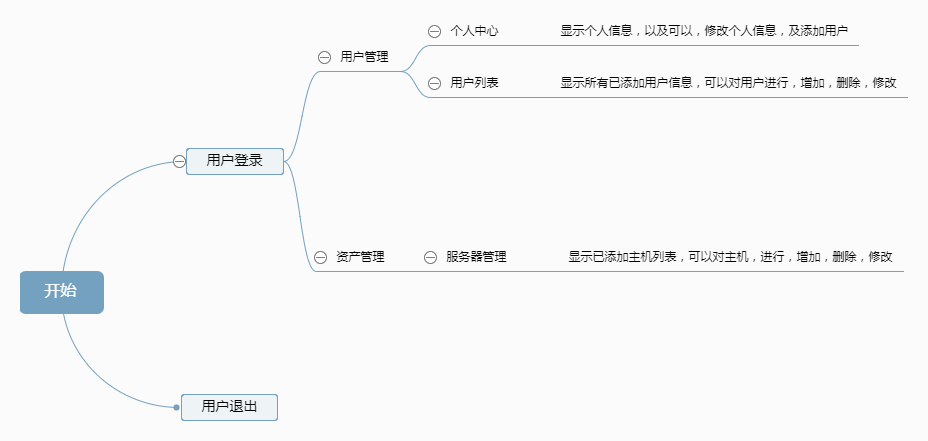 个人中心 显示个人信息，以及可以，修改个人信息，及添加用户
用户管理
用户列表 显示所有已添加用户信息，可以对用户进行，增加，删除，修改
用户登录
资产管理 服务器管理 显示已添加主机列表，可以对主机，进行，增加，删除，修改
开始
用户退出